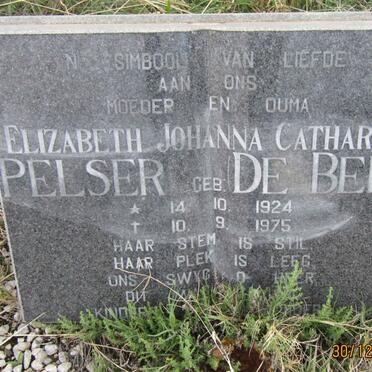 'N SIMBOOL VAN LIEFDE
AAN ONS
MOEDER EN OUMA
ELIZABETH JOHANNA CATHAR
PELSER GEB. DE BE
* 14.10.1924
† 10.9.1975
HAAR STEM IS STIL
HAAR PLEK IS LEEG
ONS
DIT
30/12